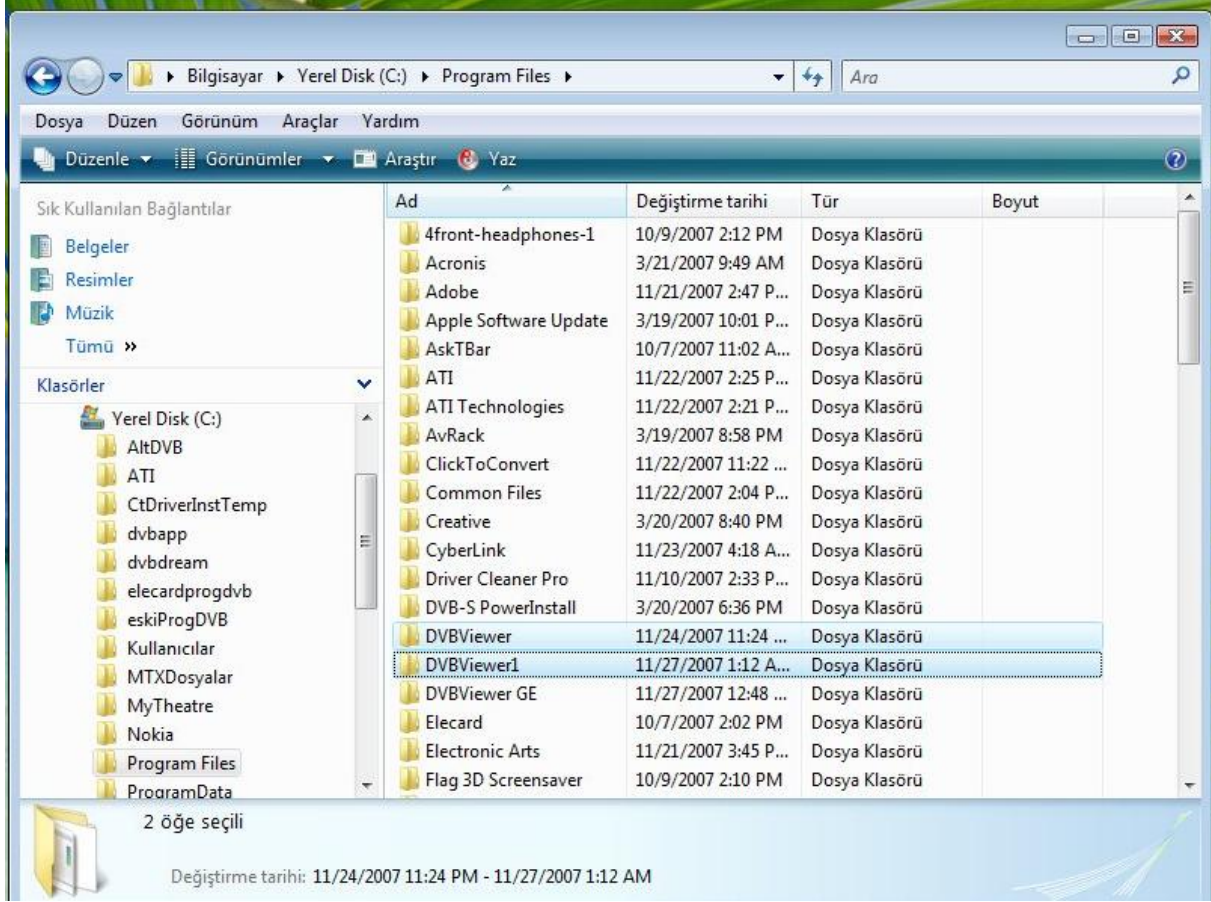 Bilgisayar ▸ Yerel Disk (C:) ▸ Program Files ▸ Ara
Dosya Düzen Görünüm Araçlar Yardım
Düzenle Görünümler Araştır Yaz
Sık Kullanılan Bağlantılar
Belgeler
Resimler
Müzik
Tümü »
Klasörler
Yerel Disk (C:)
AltDVB
ATI
CtDriverInstTemp
dvbapp
dvbdream
elecardprogdvb
eskiProgDVB
Kullanıcılar
MTXDosyalar
MyTheatre
Nokia
Program Files
ProgramData
Ad Değiştirme tarihi Tür Boyut
4front-headphones-1 10/9/2007 2:12 PM Dosya Klasörü
Acronis 3/21/2007 9:49 AM Dosya Klasörü
Adobe 11/21/2007 2:47 P... Dosya Klasörü
Apple Software Update 3/19/2007 10:01 P... Dosya Klasörü
AskTBar 10/7/2007 11:02 A... Dosya Klasörü
ATI 11/22/2007 2:25 P... Dosya Klasörü
ATI Technologies 11/22/2007 2:21 P... Dosya Klasörü
AvRack 3/19/2007 8:58 PM Dosya Klasörü
ClickToConvert 11/22/2007 11:22 ... Dosya Klasörü
Common Files 11/22/2007 2:04 P... Dosya Klasörü
Creative 3/20/2007 8:40 PM Dosya Klasörü
CyberLink 11/23/2007 4:18 A... Dosya Klasörü
Driver Cleaner Pro 11/10/2007 2:33 P... Dosya Klasörü
DVB-S PowerInstall 3/20/2007 6:36 PM Dosya Klasörü
DVBViewer 11/24/2007 11:24 ... Dosya Klasörü
DVBViewer1 11/27/2007 1:12 A... Dosya Klasörü
DVBViewer GE 11/27/2007 12:48 ... Dosya Klasörü
Elecard 10/7/2007 2:02 PM Dosya Klasörü
Electronic Arts 11/21/2007 3:45 P... Dosya Klasörü
Flag 3D Screensaver 10/9/2007 2:10 PM Dosya Klasörü
2 öğe seçili
Değiştirme tarihi: 11/24/2007 11:24 PM - 11/27/2007 1:12 AM